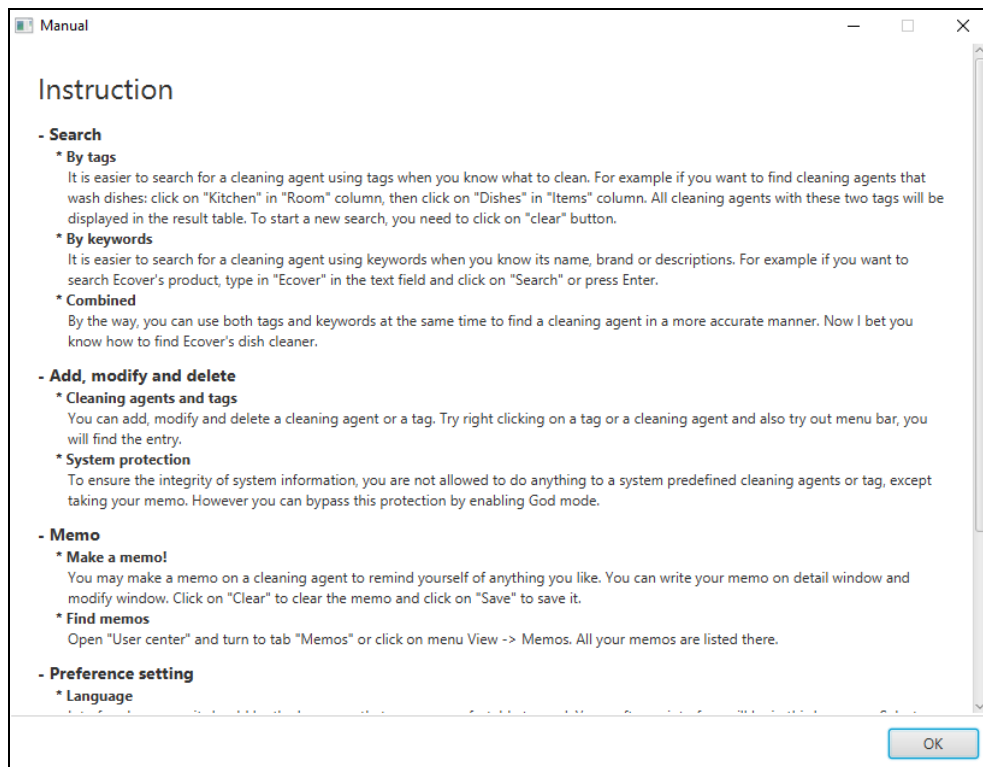 Manual
Instruction
- Search
* By tags
It is easier to search for a cleaning agent using tags when you know what to clean. For example if you want to find cleaning agents that
wash dishes: click on "Kitchen" in "Room" column, then click on "Dishes" in "Items" column. All cleaning agents with these two tags will be
displayed in the result table. To start a new search, you need to click on "clear" button.
* By keywords
It is easier to search for a cleaning agent using keywords when you know its name, brand or descriptions. For example if you want to
search Ecover's product, type in "Ecover" in the text field and click on "Search" or press Enter.
* Combined
By the way, you can use both tags and keywords at the same time to find a cleaning agent in a more accurate manner. Now I bet you
know how to find Ecover's dish cleaner.
- Add, modify and delete
* Cleaning agents and tags
You can add, modify and delete a cleaning agent or a tag. Try right clicking on a tag or a cleaning agent and also try out menu bar, you
will find the entry.
* System protection
To ensure the integrity of system information, you are not allowed to do anything to a system predefined cleaning agents or tag, except
taking your memo. However you can bypass this protection by enabling God mode.
- Memo
* Make a memo!
You may make a memo on a cleaning agent to remind yourself of anything you like. You can write your memo on detail window and
modify window. Click on "Clear" to clear the memo and click on "Save" to save it.
* Find memos
Open "User center" and turn to tab "Memos" or click on menu View -> Memos. All your memos are listed there.
- Preference setting
* Language
OK